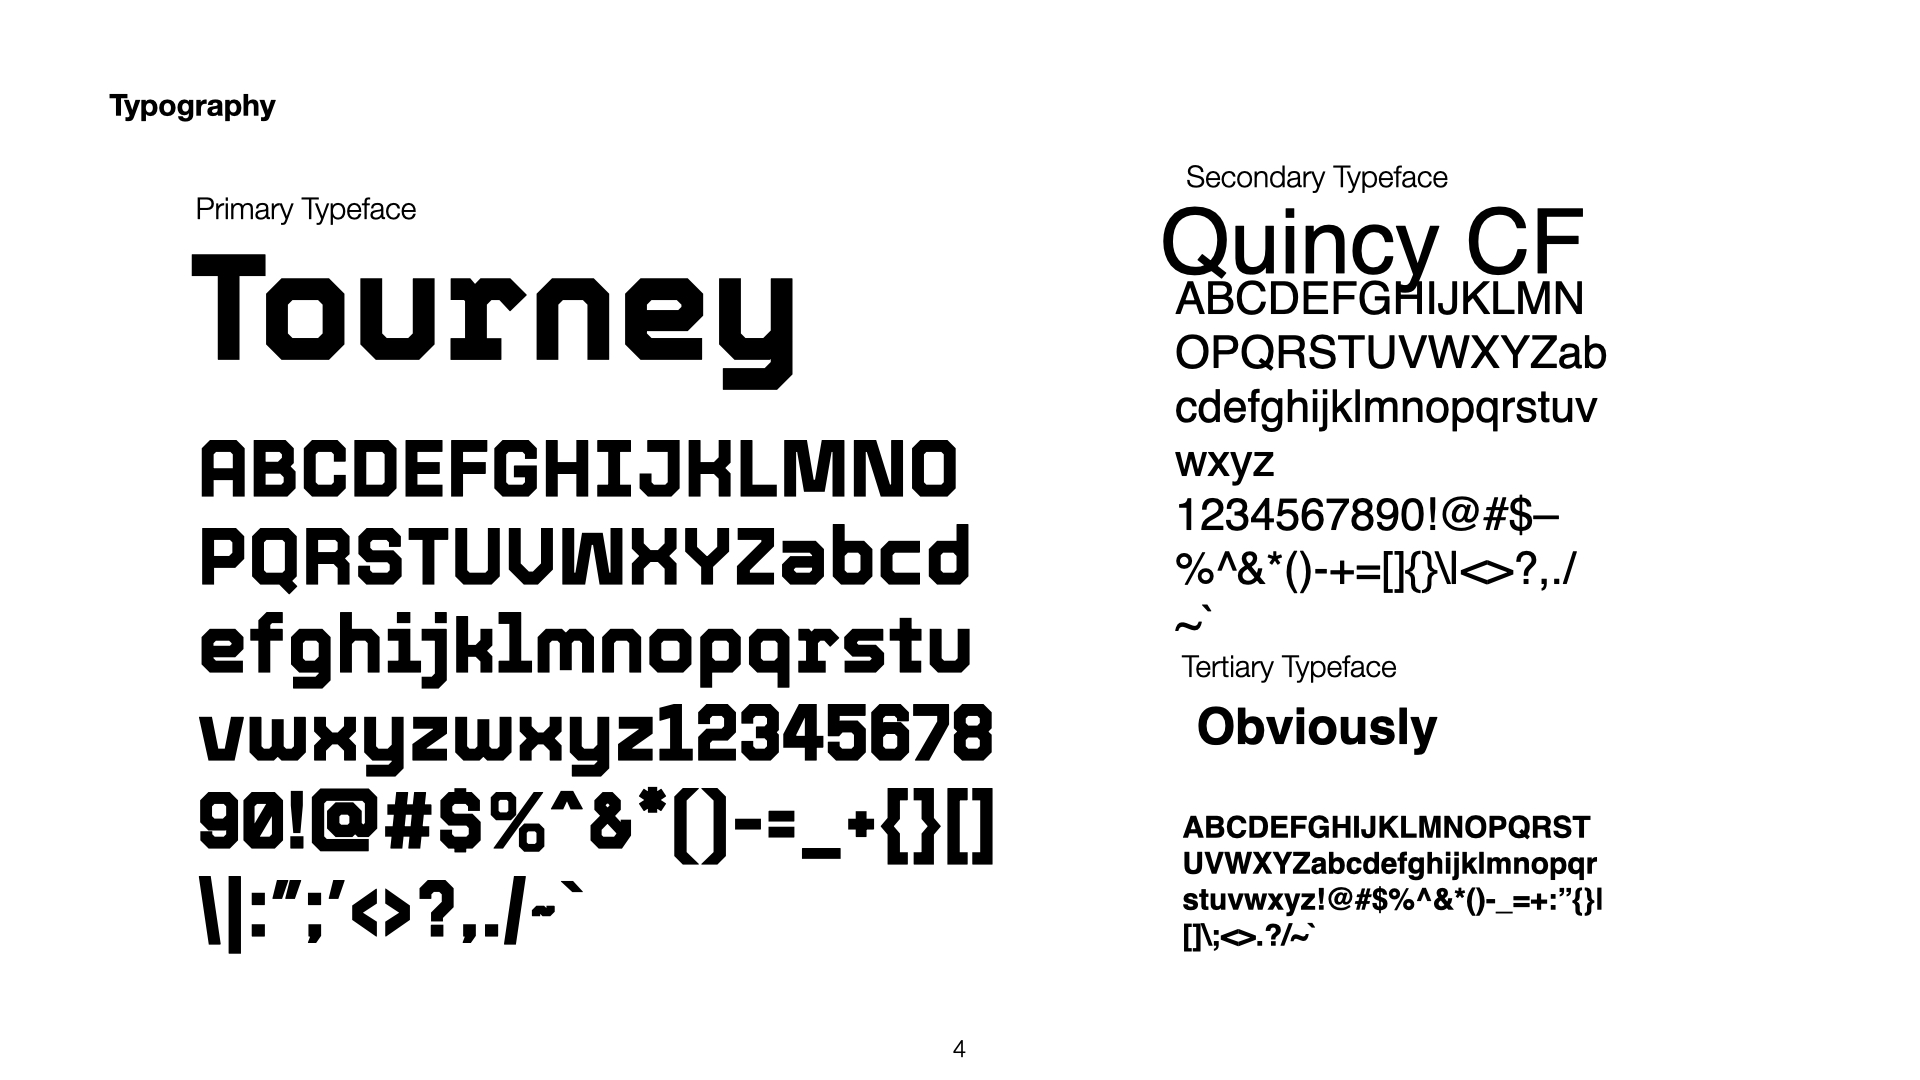 Typography
Primary Typeface
Tourney
ABCDEFGHIJKLMNO
PQRSTUVWXYZabcd
efghijklmnopqrstu
vwxyzwxyz12345678
90!@#$%^&*()-=_+{}[]
\|:”;’<>?,./~`
Secondary Typeface
Quincy CF
ABCDEFGHIJKLMN
OPQRSTUVWXYZab
cdefghijklmnopqrstuv
wxyz
1234567890!@#$–
%^&*()-+=[]{}\|<>?,./
~`
Tertiary Typeface
Obviously
ABCDEFGHIJKLMNOPQRST
UVWXYZabcdefghijklmnopqr
stuvwxyz!@#$%^&*()-_=+:”{}|
[]\;<>.?/~`
4